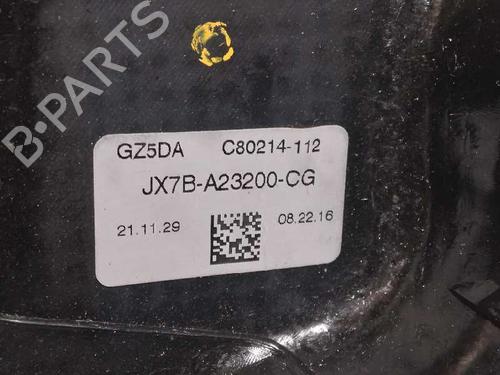 B-PARTS
GZ5DA C80214-112
JX7B-A23200-CG
21.11.29 08.22.16